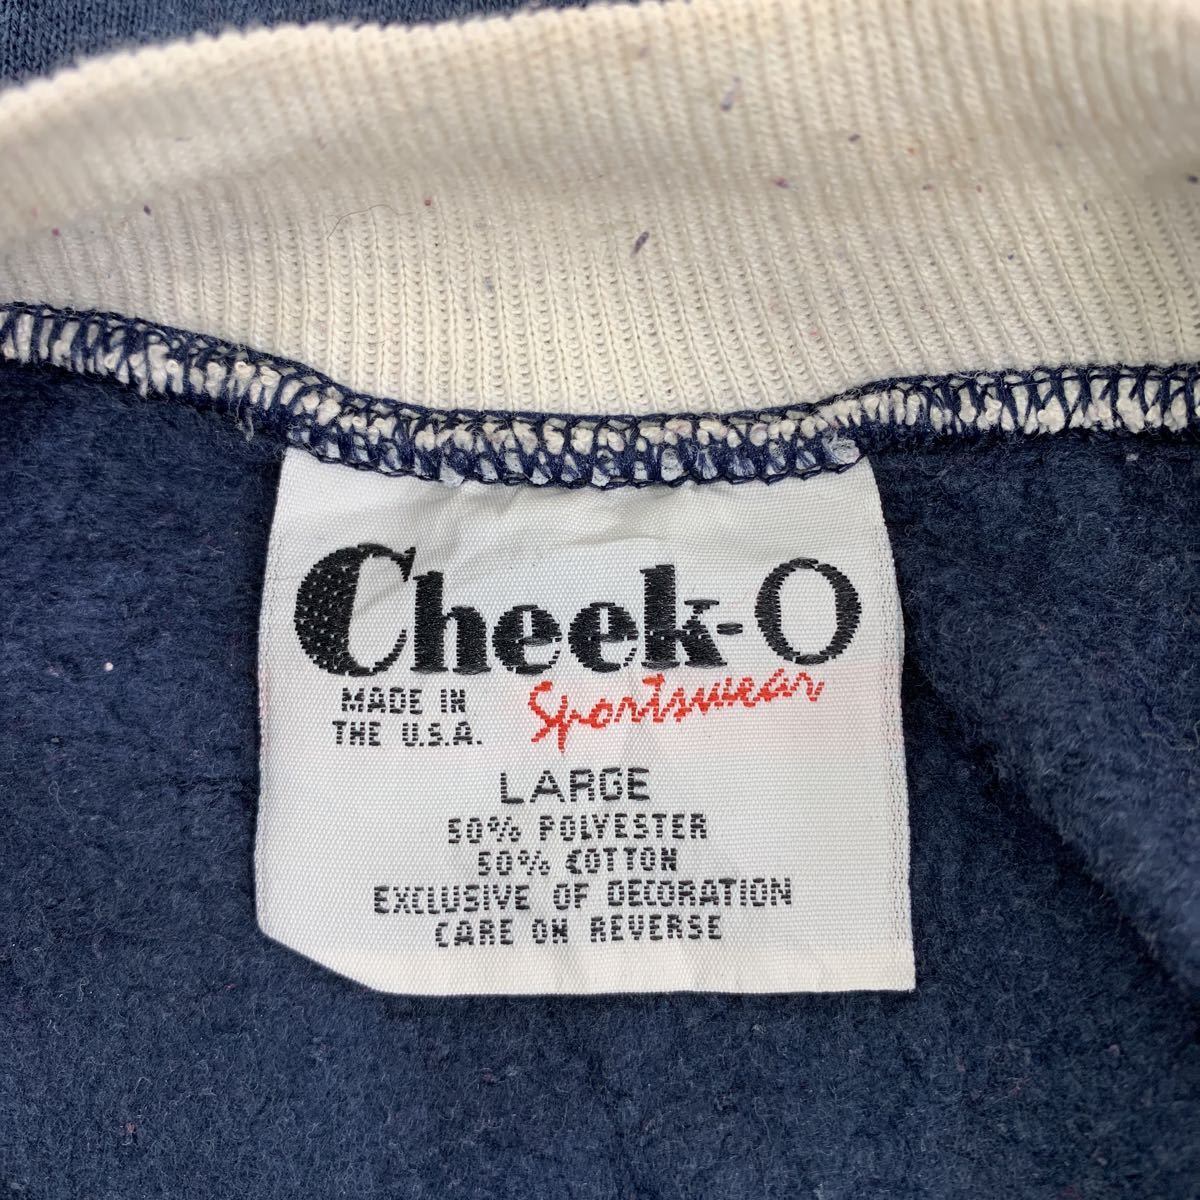 Cheek-O
Sportswear
MADE IN
THE U.S.A.
LARGE
50% POLYESTER
50% COTTON
EXCLUSIVE OF DECORATION
CARE ON REVERSE